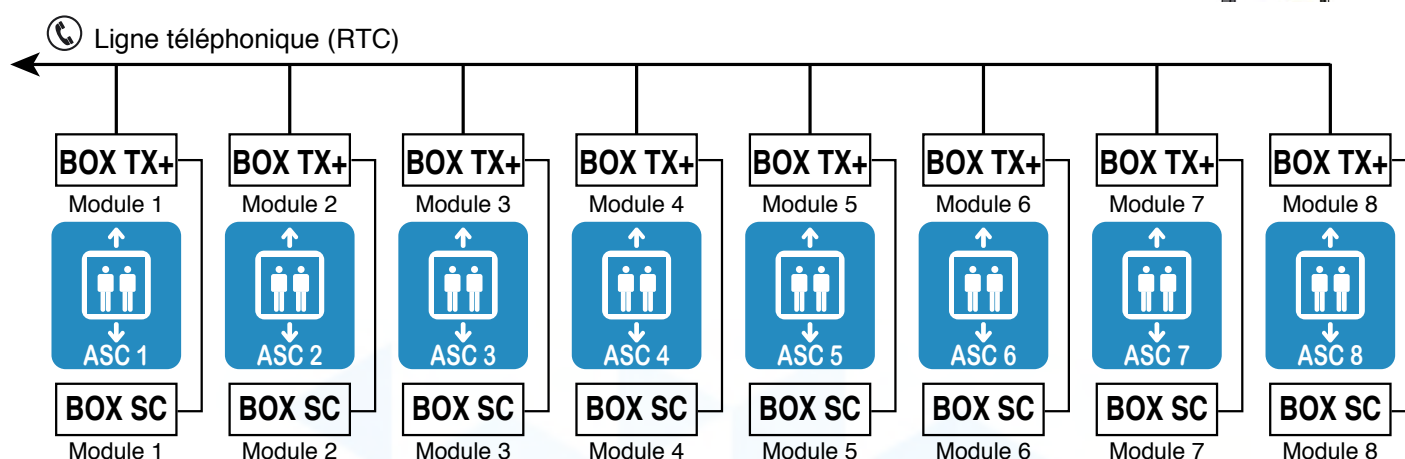 Ligne téléphonique (RTC)
BOX TX+ BOX TX+ BOX TX+ BOX TX+ BOX TX+ BOX TX+ BOX TX+ BOX TX+
Module 1 Module 2 Module 3 Module 4 Module 5 Module 6 Module 7 Module 8
ASC 1 ASC 2 ASC 3 ASC 4 ASC 5 ASC 6 ASC 7 ASC 8
BOX SC BOX SC BOX SC BOX SC BOX SC BOX SC BOX SC BOX SC
Module 1 Module 2 Module 3 Module 4 Module 5 Module 6 Module 7 Module 8